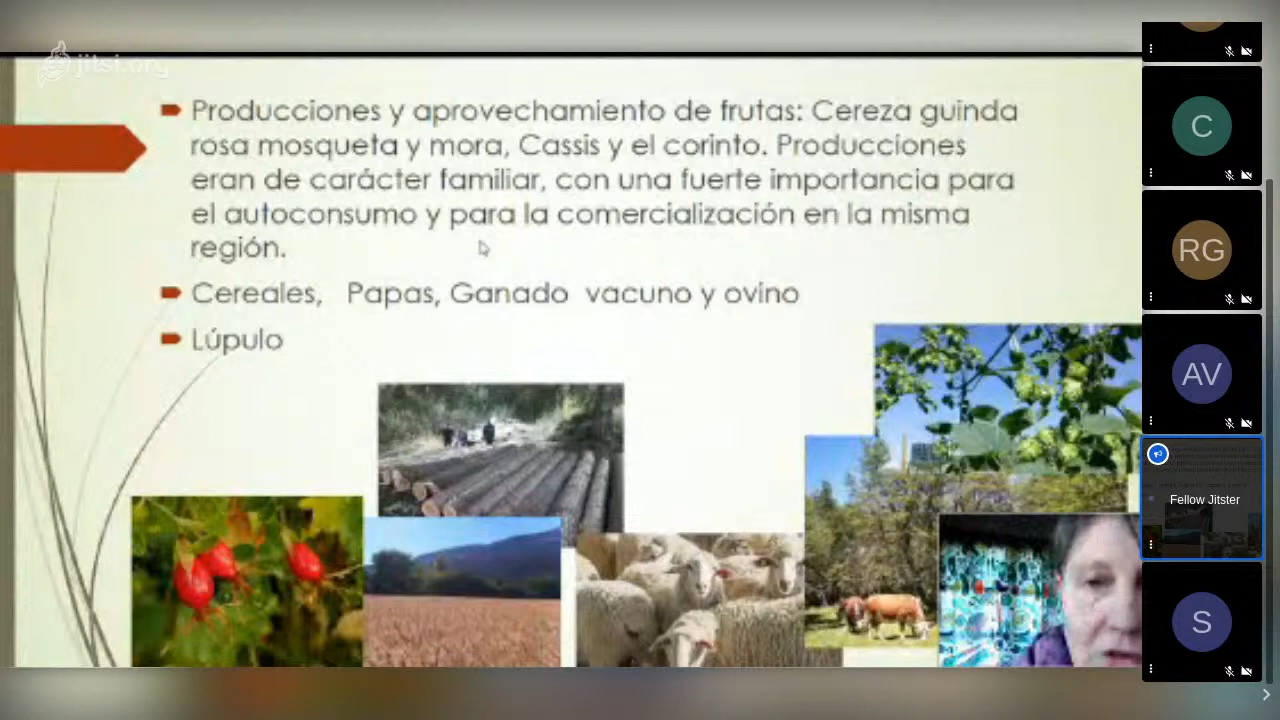 jitsi.org
Producciones y aprovechamiento de frutas: Cereza guinda
rosa mosqueta y mora, Cassis y el corinto. Producciones
eran de carácter familiar, con una fuerte importancia para
el autoconsumo y para la comercialización en la misma
región.
Cereales, Papas, Ganado vacuno y ovino
Lúpulo
C
RG
AV
Fellow Jitster
S